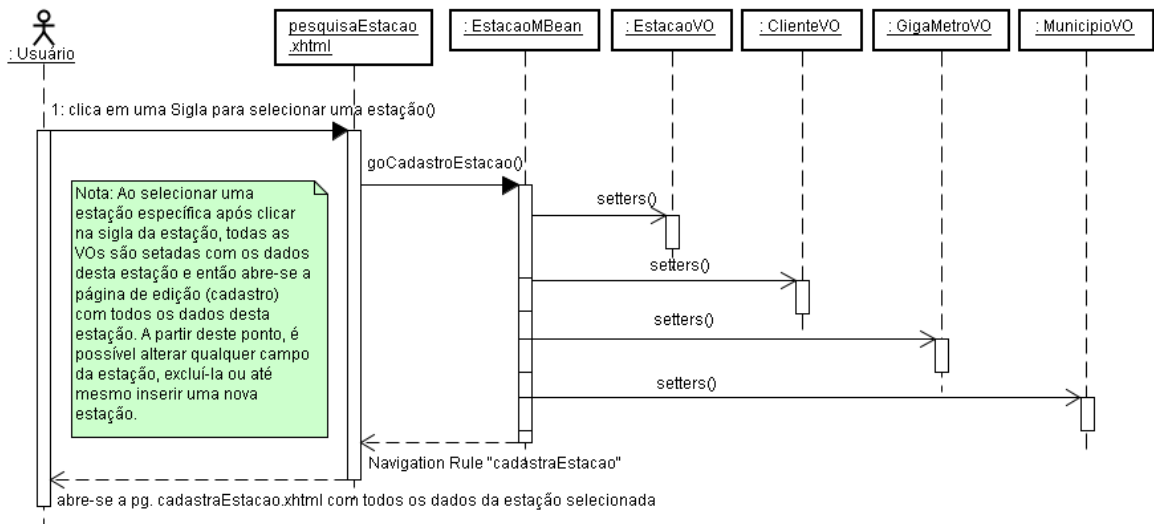 : Usuário
pesquisaEstacao
.xhtml
: EstacaoMBean
: EstacaoVO
: ClienteVO
: GigaMetroVO
: MunicipioVO
1: clica em uma Sigla para selecionar uma estação()
goCadastroEstacao()
Nota: Ao selecionar uma
estação específica após clicar
na sigla da estação, todas as
VOs são setadas com os dados
desta estação e então abre-se a
página de edição (cadastro)
com todos os dados desta
estação. A partir deste ponto, é
possível alterar qualquer campo
da estação, excluí-la ou até
mesmo inserir uma nova
estação.
setters()
setters()
setters()
setters()
Navigation Rule "cadastraEstacao"
abre-se a pg. cadastraEstacao.xhtml com todos os dados da estação selecionada